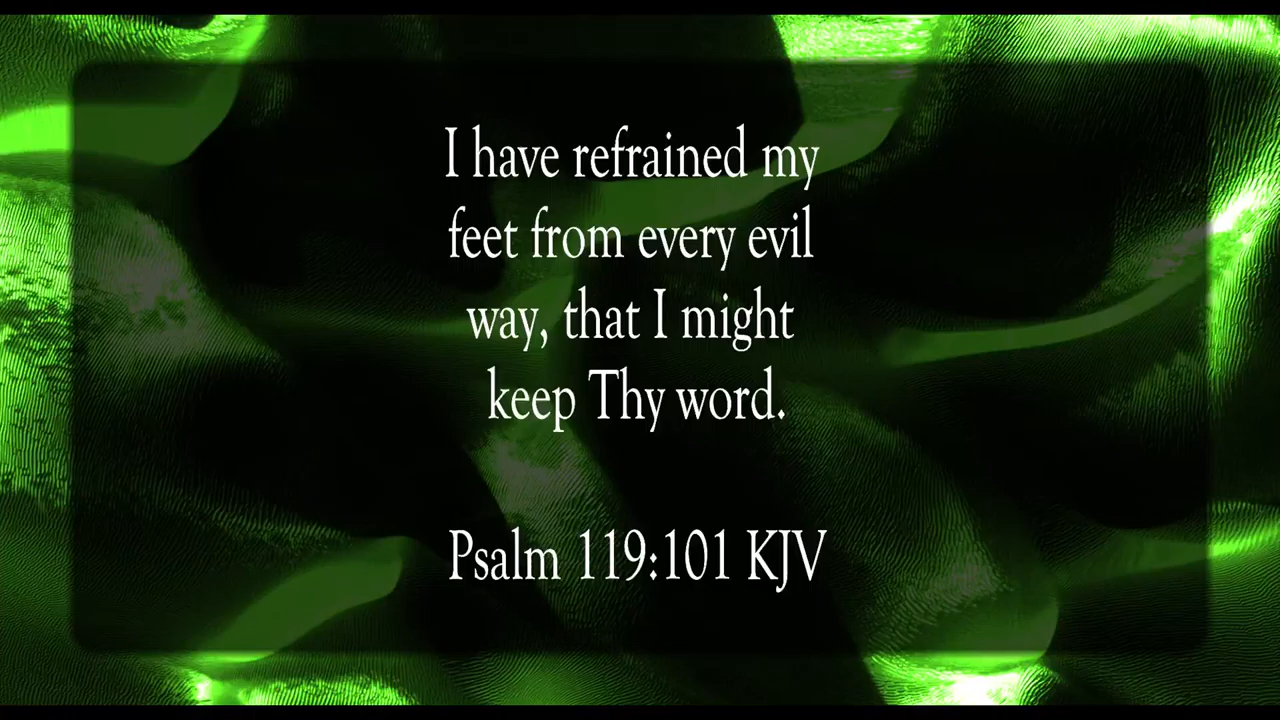 I have refrained my
feet from every evil
way, that I might
keep Thy word.
Psalm 119:101 KJV